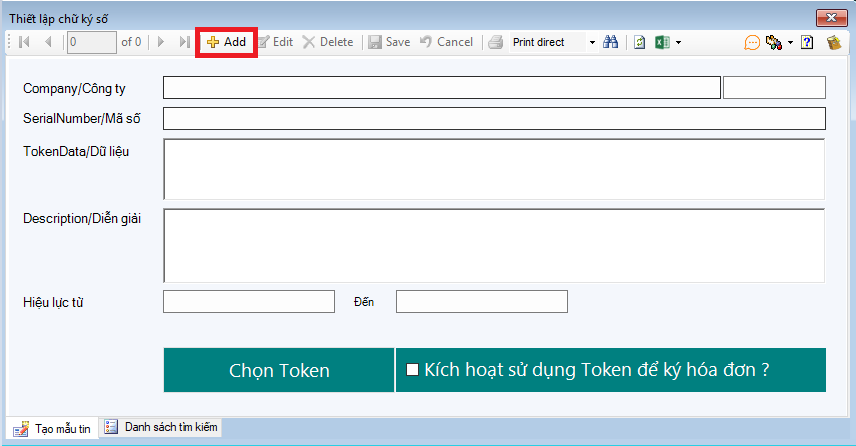 Thiết lập chữ ký số
0 of 0 Add Edit Delete Save Cancel Print direct
Company/Công ty
SerialNumber/Mã số
TokenData/Dữ liệu
Description/Diễn giải
Hiệu lực từ Đến
Chọn Token Kích hoạt sử dụng Token để ký hóa đơn ?
Tạo mẫu tin Danh sách tìm kiếm